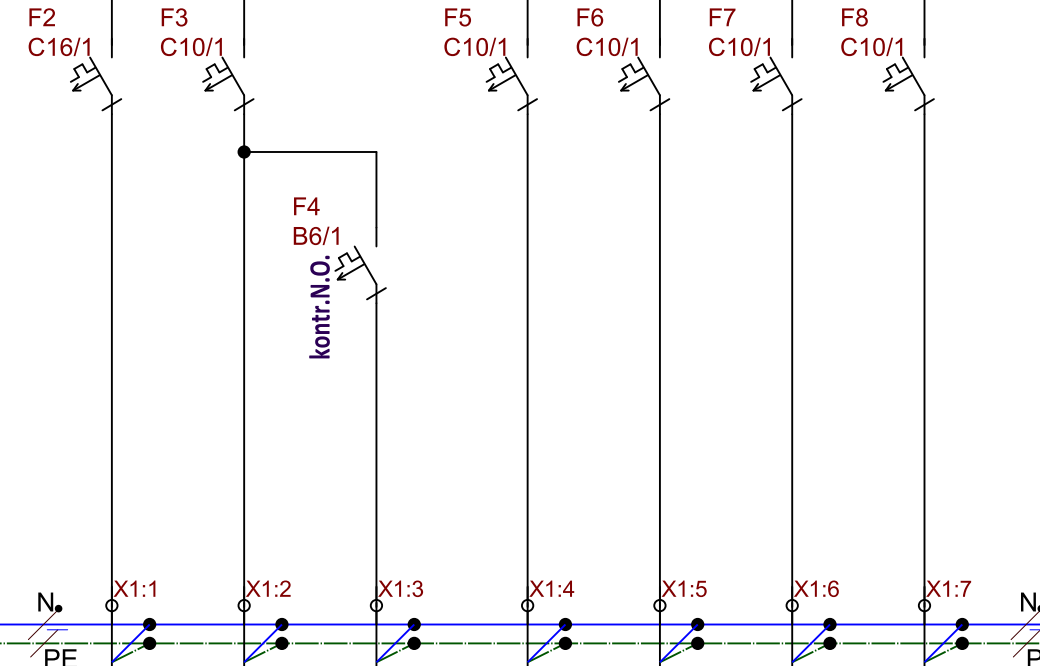 F2
C16/1
F3
C10/1
F5
C10/1
F6
C10/1
F7
C10/1
F8
C10/1
F4
B6/1
kontr.N.O.
X1:1
X1:2
X1:3
X1:4
X1:5
X1:6
X1:7
N
N
PE
P